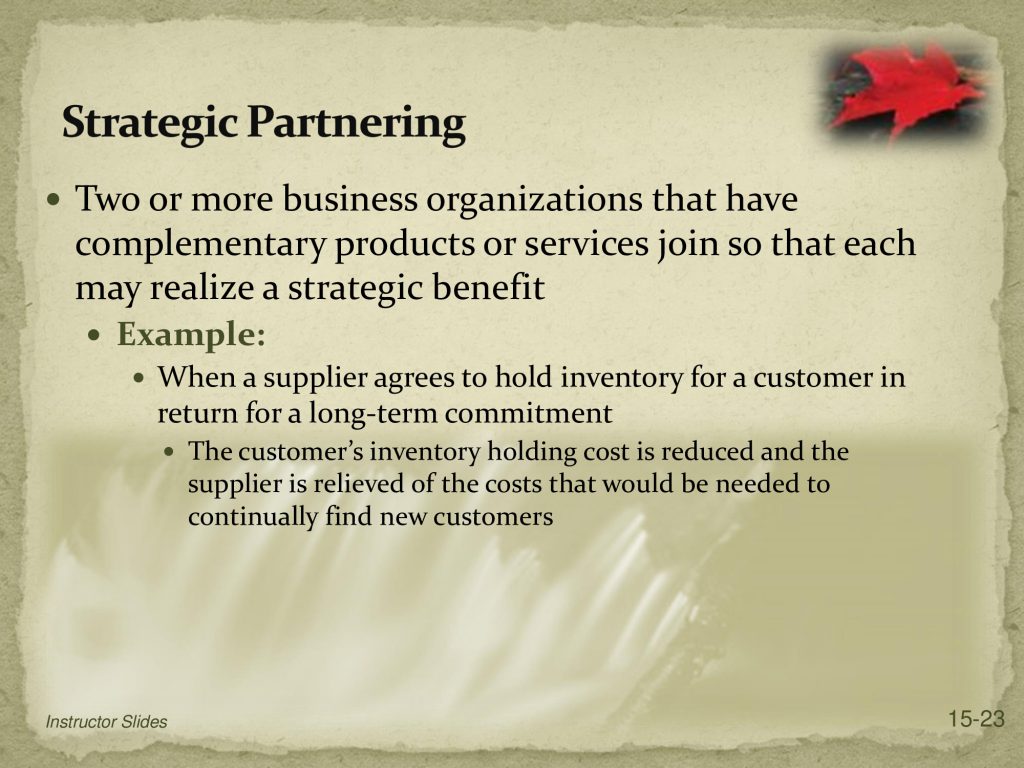 Strategic Partnering
• Two or more business organizations that have
complementary products or services join so that each
may realize a strategic benefit
• Example:
• When a supplier agrees to hold inventory for a customer in
return for a long-term commitment
• The customer’s inventory holding cost is reduced and the
supplier is relieved of the costs that would be needed to
continually find new customers
Instructor Slides
15-23